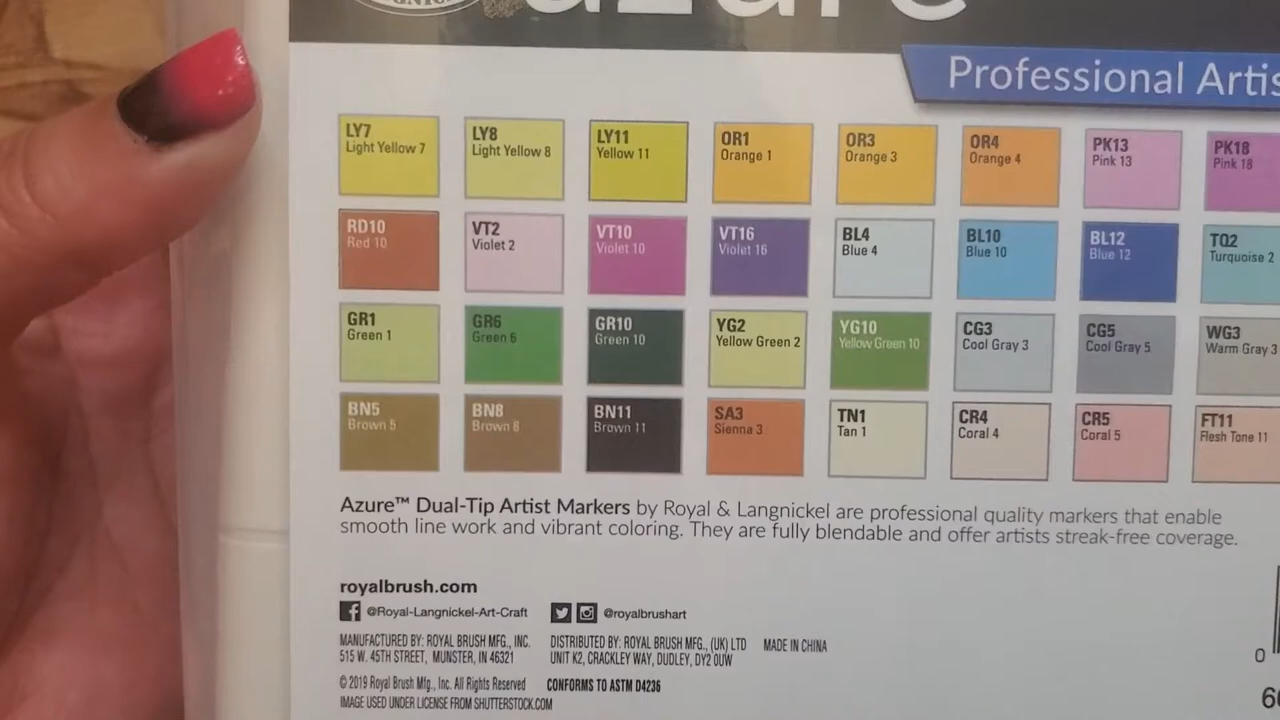 azure
Professional Artis
LY7
Light Yellow 7
LY8
Light Yellow 8
LY11
Yellow 11
OR1
Orange 1
OR3
Orange 3
OR4
Orange 4
PK13
Pink 13
PK18
Pink 18
RD10
Red 10
VT2
Violet 2
VT10
Violet 10
VT16
Violet 16
BL4
Blue 4
BL10
Blue 10
BL12
Blue 12
TQ2
Turquoise 2
GR1
Green 1
GR6
Green 6
GR10
Green 10
YG2
Yellow Green 2
YG10
Yellow Green 10
CG3
Cool Gray 3
CG5
Cool Gray 5
WG3
Warm Gray 3
BN5
Brown 5
BN8
Brown 8
BN11
Brown 11
SA3
Sienna 3
TN1
Tan 1
CR4
Coral 4
CR5
Coral 5
FT11
Flesh Tone 11
Azure™ Dual-Tip Artist Markers by Royal & Langnickel are professional quality markers that enable
smooth line work and vibrant coloring. They are fully blendable and offer artists streak-free coverage.
royalbrush.com
@Royal-Langnickel-Art-Craft @royalbrushart
MANUFACTURED BY: ROYAL BRUSH MFG., INC.
515 W. 45TH STREET, MUNSTER, IN 46321
DISTRIBUTED BY: ROYAL BRUSH MFG., (UK) LTD
UNIT K2, CRACKLEY WAY, DUDLEY, DY2 0UW
MADE IN CHINA
© 2019 Royal Brush Mfg., Inc. All Rights Reserved CONFORMS TO ASTM D4236
IMAGE USED UNDER LICENSE FROM SHUTTERSTOCK.COM
0
6